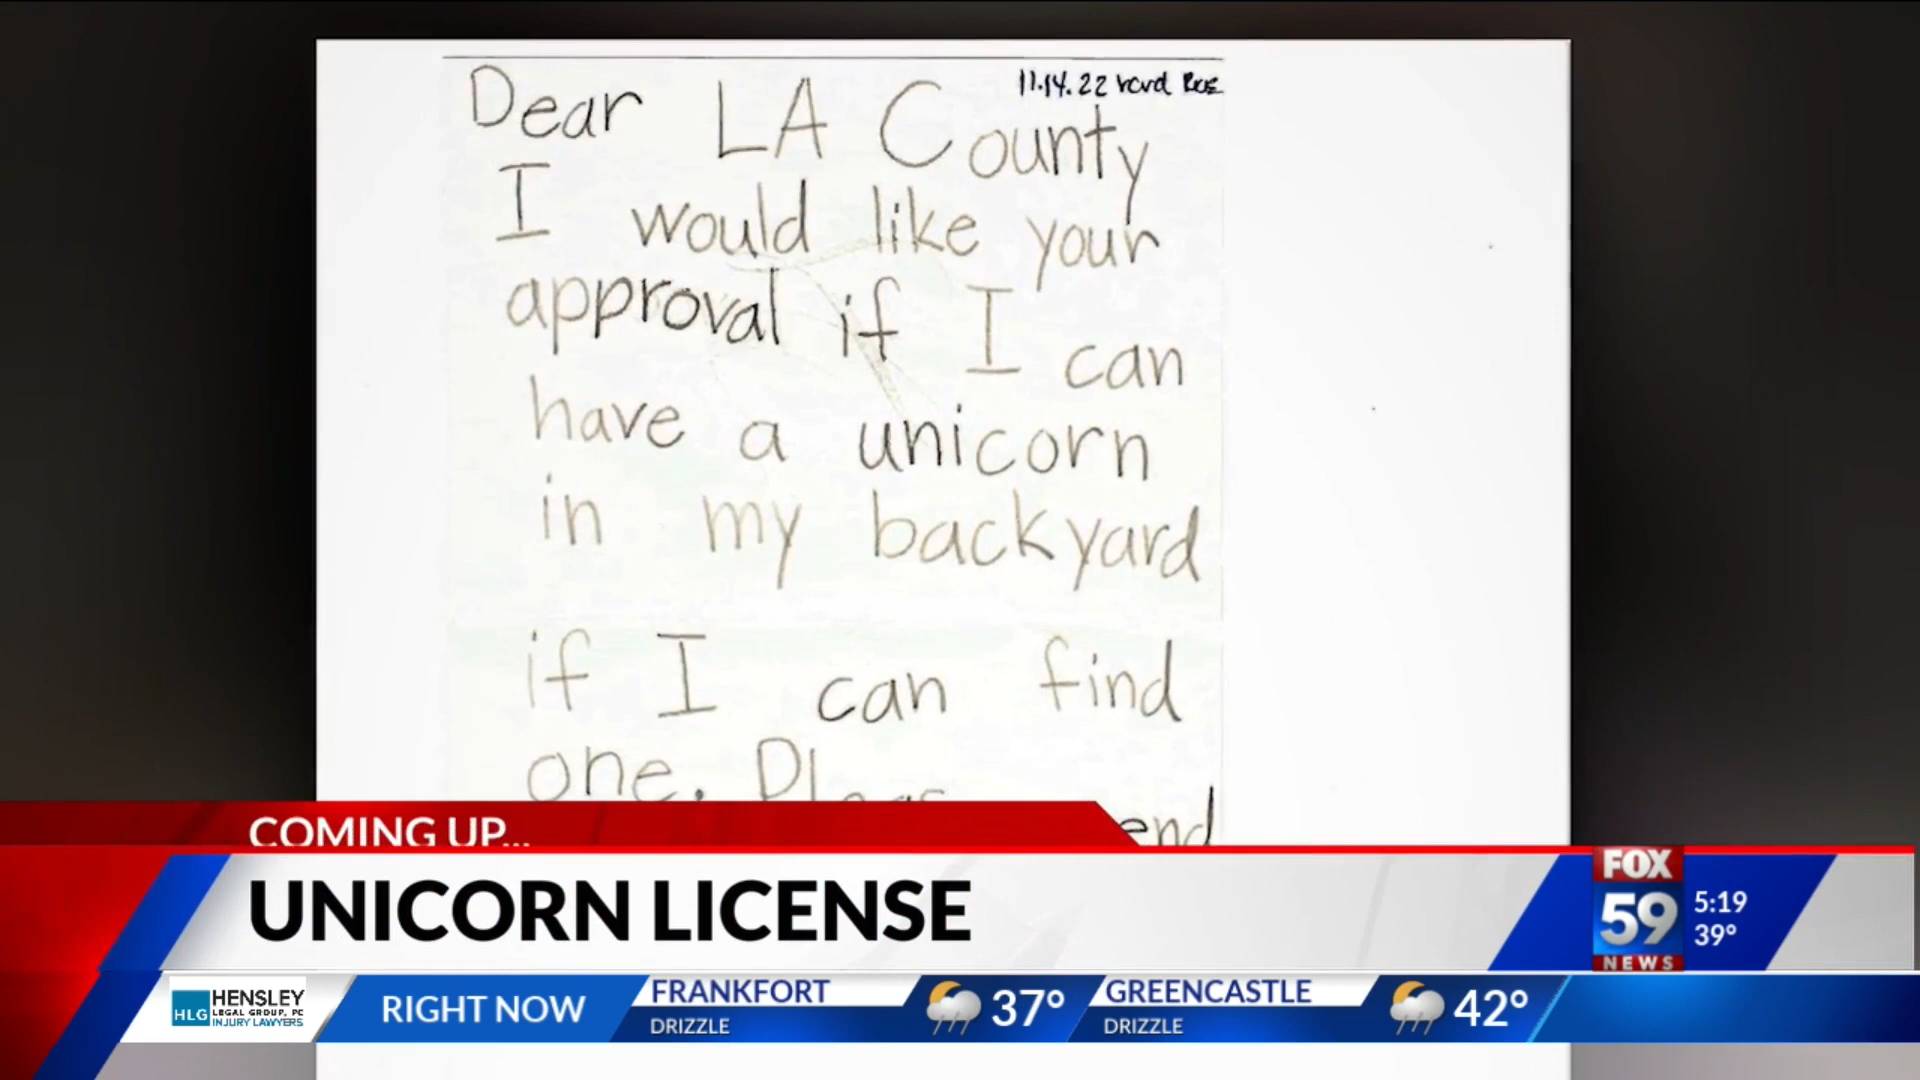 11.14.22 rcvd
Dear LA County
I would like your
approval if I can
have a unicorn
in my backyard
if I can find
one.
COMING UP...
UNICORN LICENSE
FOX
59
NEWS
5:19
39°
HLG HENSLEY
LEGAL GROUP, PC
INJURY LAWYERS
RIGHT NOW
FRANKFORT
DRIZZLE
37°
GREENCASTLE
DRIZZLE
42°